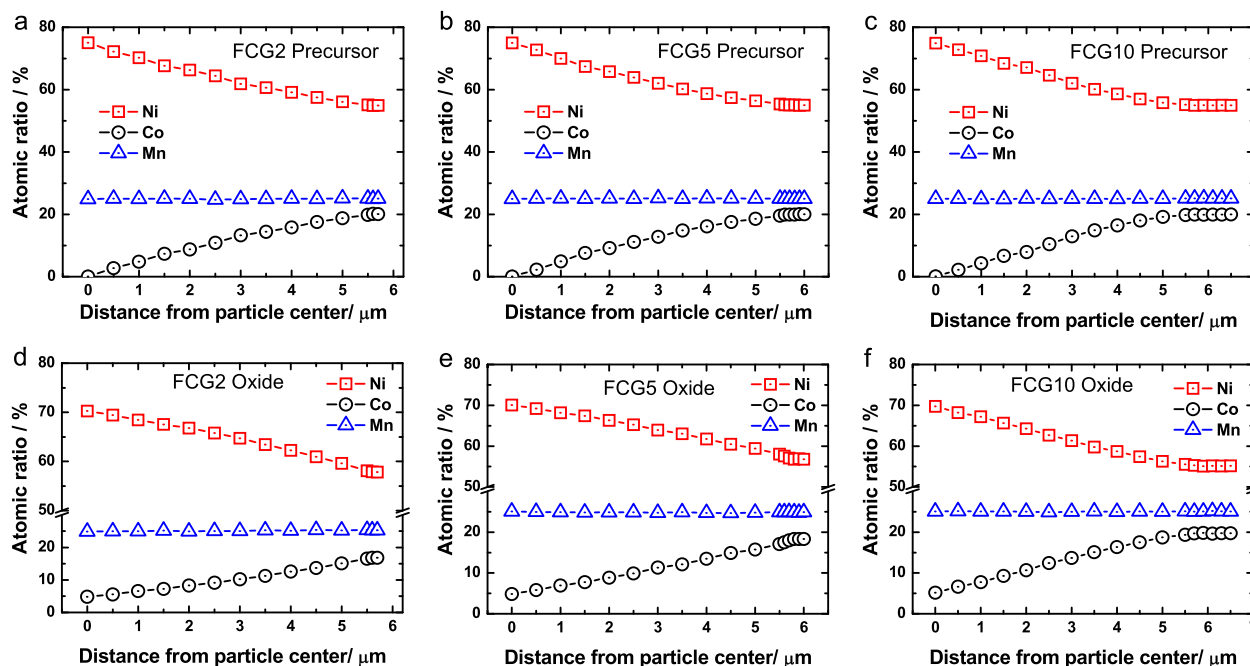 a
FCG2 Precursor
Atomic ratio / %
80
60
40
20
0
Ni
Co
Mn
0 1 2 3 4 5 6
Distance from particle center/ μm
b
FCG5 Precursor
Atomic ratio / %
80
60
40
20
0
Ni
Co
Mn
0 1 2 3 4 5 6
Distance from particle center/ μm
c
FCG10 Precursor
Atomic ratio / %
80
60
40
20
0
Ni
Co
Mn
0 1 2 3 4 5 6
Distance from particle center/ μm
d
FCG2 Oxide
Atomic ratio / %
80
70
60
50
30
20
10
0
Ni
Co
Mn
0 1 2 3 4 5 6
Distance from particle center/ μm
e
FCG5 Oxide
Atomic ratio / %
80
70
60
50
20
10
0
Ni
Co
Mn
0 1 2 3 4 5 6
Distance from particle center/ μm
f
FCG10 Oxide
Atomic ratio / %
80
70
60
50
20
10
0
Ni
Co
Mn
0 1 2 3 4 5 6
Distance from particle center/ μm